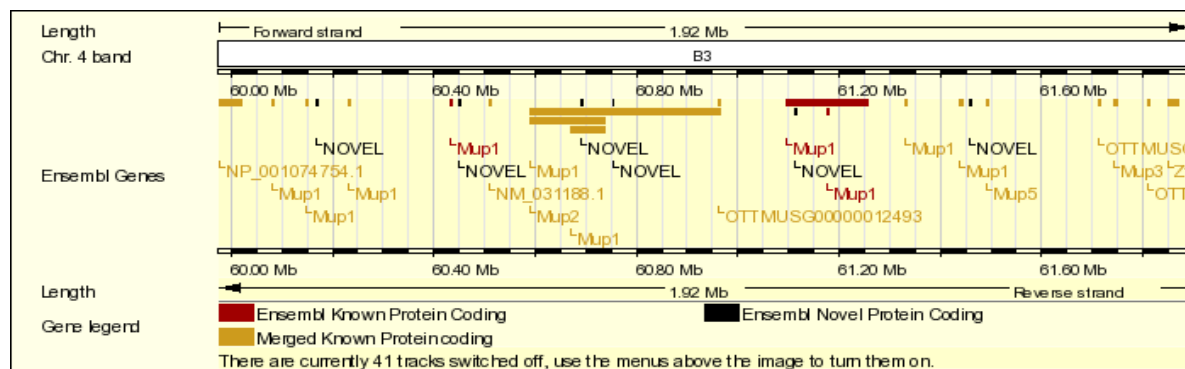 Length Forward strand 1.92 Mb
Chr. 4 band B3
60.00 Mb 60.40 Mb 60.80 Mb 61.20 Mb 61.60 Mb
Ensembl Genes
NOVEL Mup1 NOVEL Mup1 Mup1 NOVEL OTTMUSG
NP_001074754.1 NOVEL Mup1 NOVEL NOVEL Mup1 Mup3 Z
Mup1 Mup1 NM_031188.1 Mup1 Mup5 OTT
Mup1 Mup2 OTTMUSG00000012493
Mup1
60.00 Mb 60.40 Mb 60.80 Mb 61.20 Mb 61.60 Mb
Length 1.92 Mb Reverse strand
Gene legend
Ensembl Known Protein Coding Ensembl Novel Protein Coding
Merged Known Protein coding
There are currently 41 tracks switched off, use the menus above the image to turn them on.